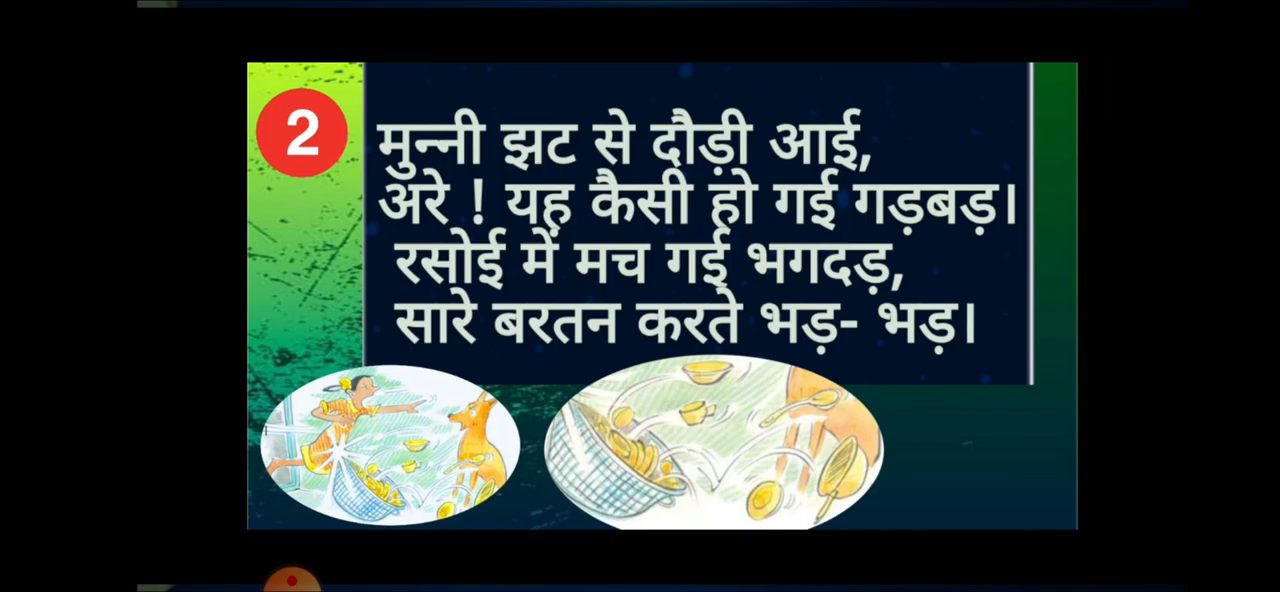 2
मुन्नी झट से दौड़ी आई,
अरे ! यह कैसी हो गई गड़बड़।
रसोई में मच गई भगदड़,
सारे बरतन करते भड़- भड़।